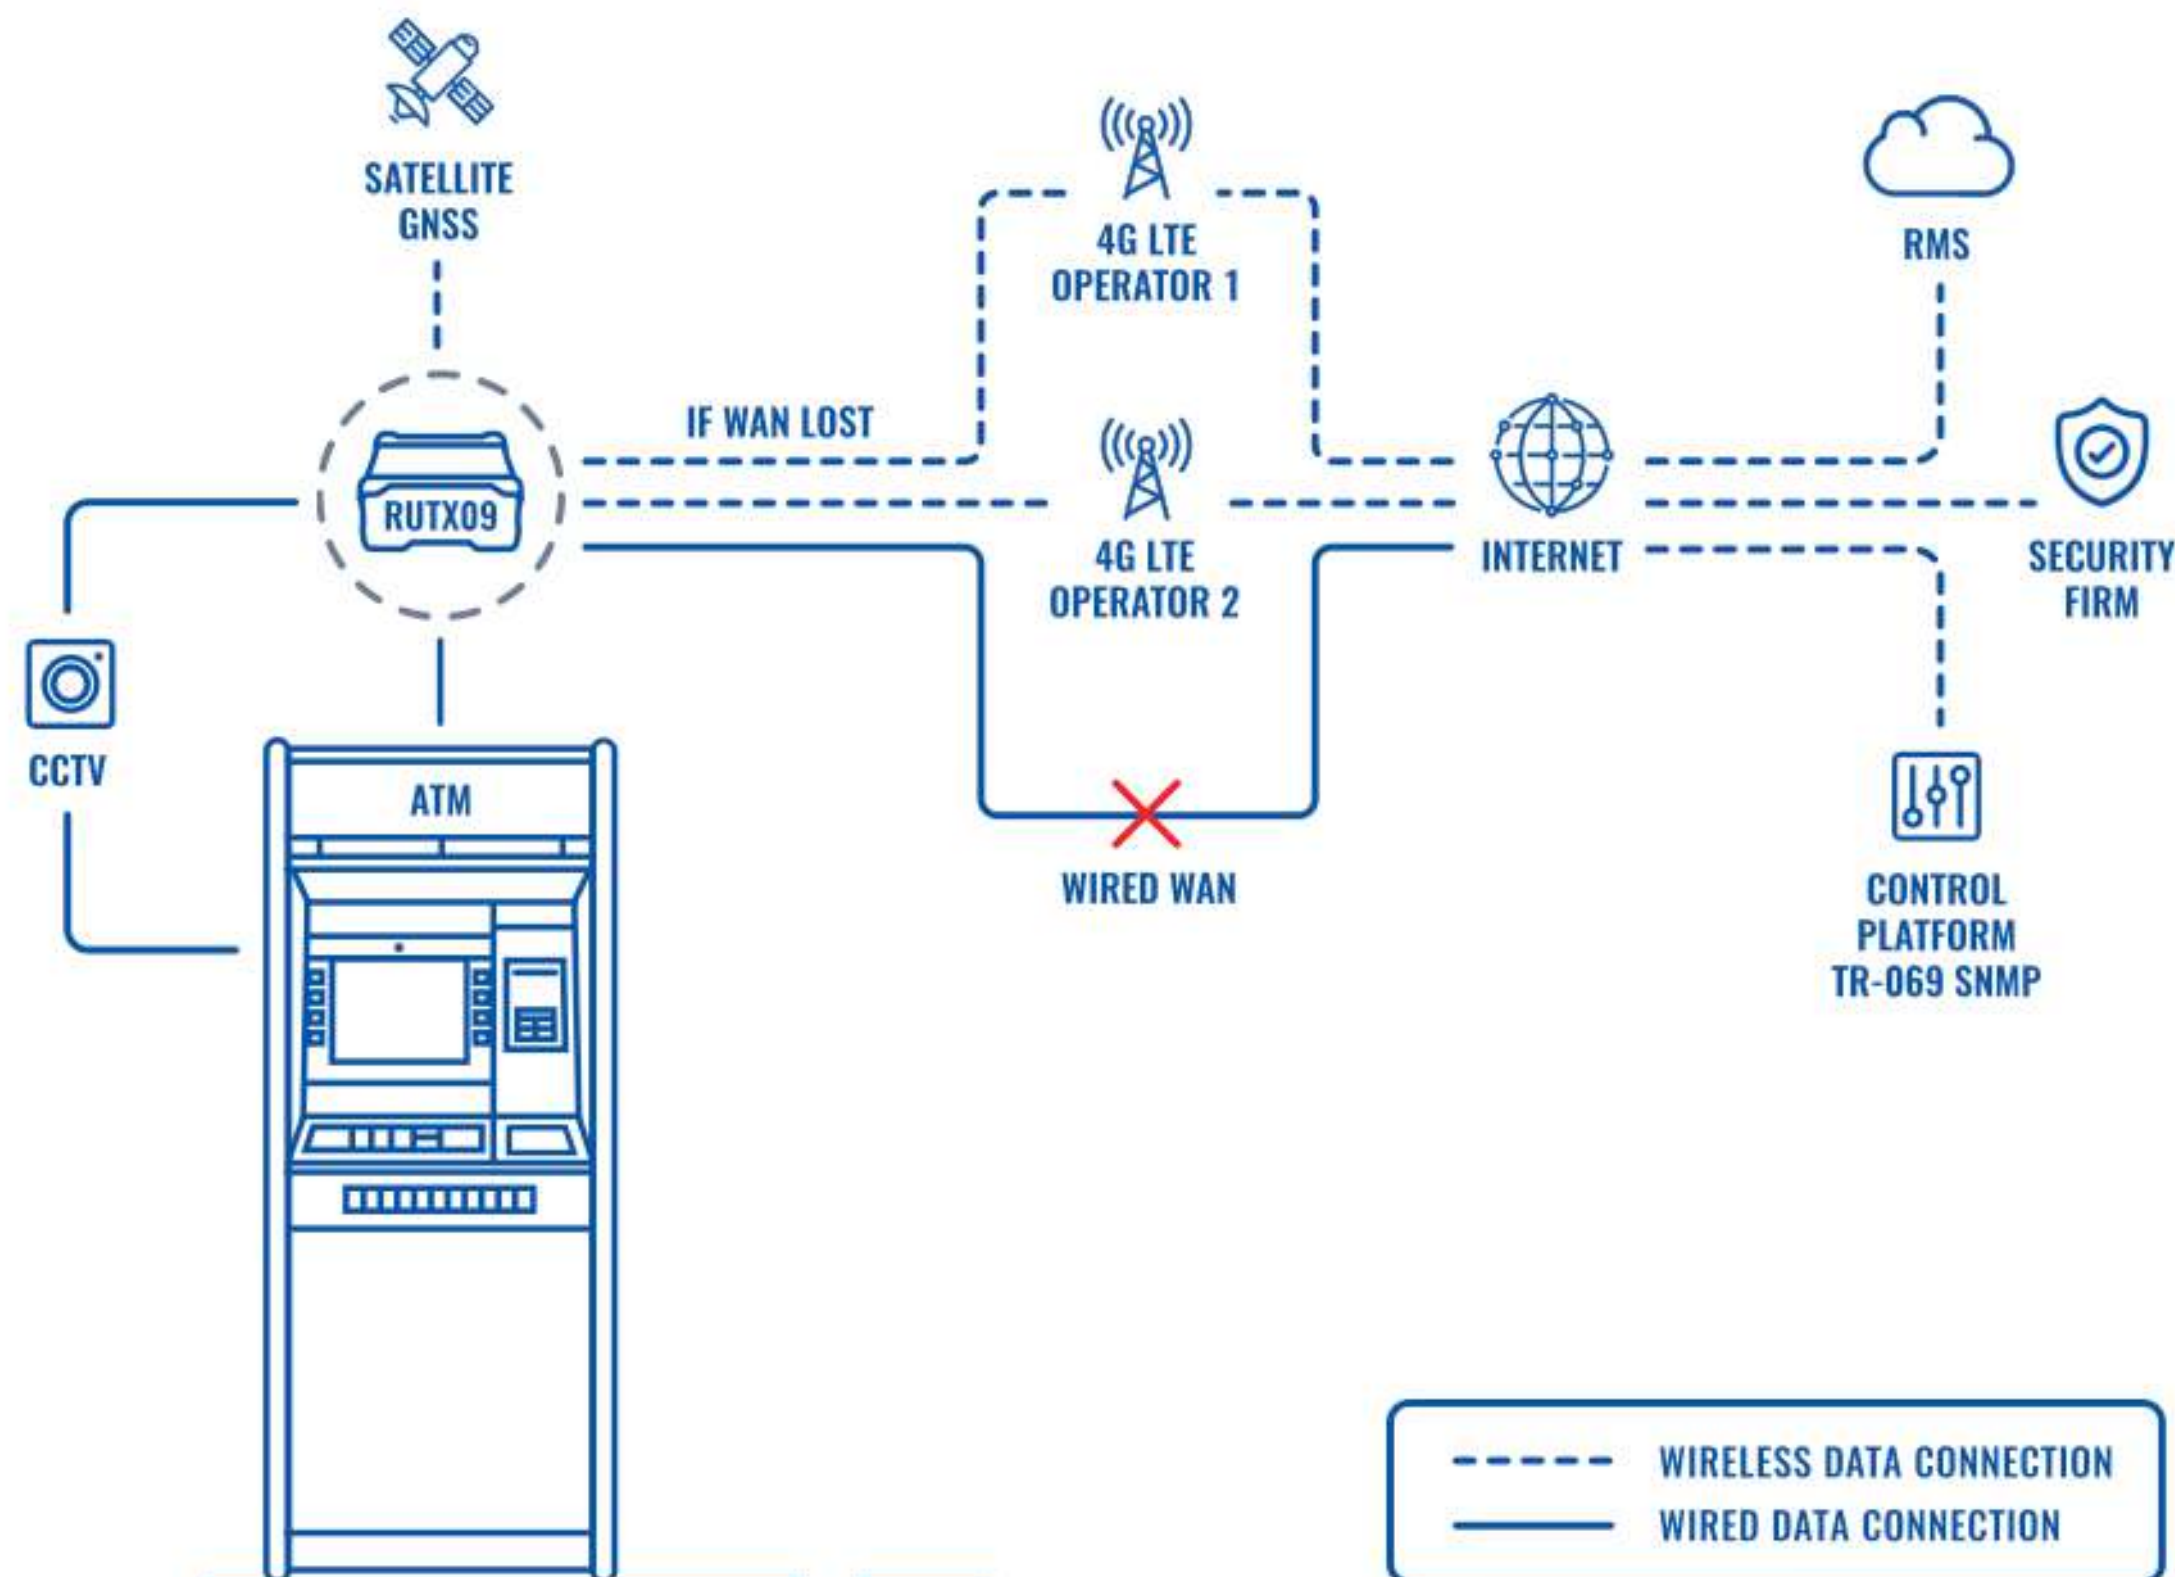 SATELLITE
GNSS
4G LTE
OPERATOR 1
RMS
IF WAN LOST
RUTX09
4G LTE
OPERATOR 2
INTERNET
SECURITY
FIRM
CCTV
ATM
WIRED WAN
CONTROL
PLATFORM
TR-069 SNMP
WIRELESS DATA CONNECTION
WIRED DATA CONNECTION